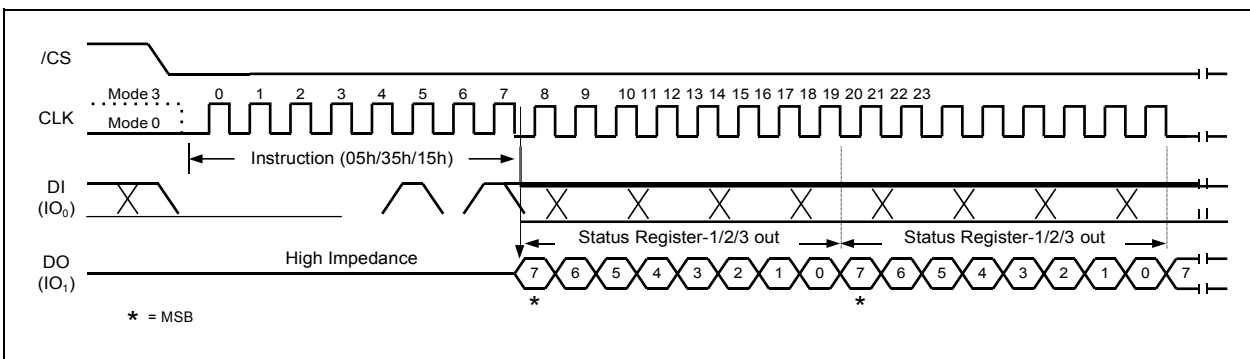 /CS
Mode 3 0 1 2 3 4 5 6 7 8 9 10 11 12 13 14 15 16 17 18 19 20 21 22 23
CLK
Mode 0
Instruction (05h/35h/15h)
DI
(IO₀)
Status Register-1/2/3 out Status Register-1/2/3 out
High Impedance
DO
(IO₁)
7 6 5 4 3 2 1 0 7 6 5 4 3 2 1 0 7
* *
* = MSB